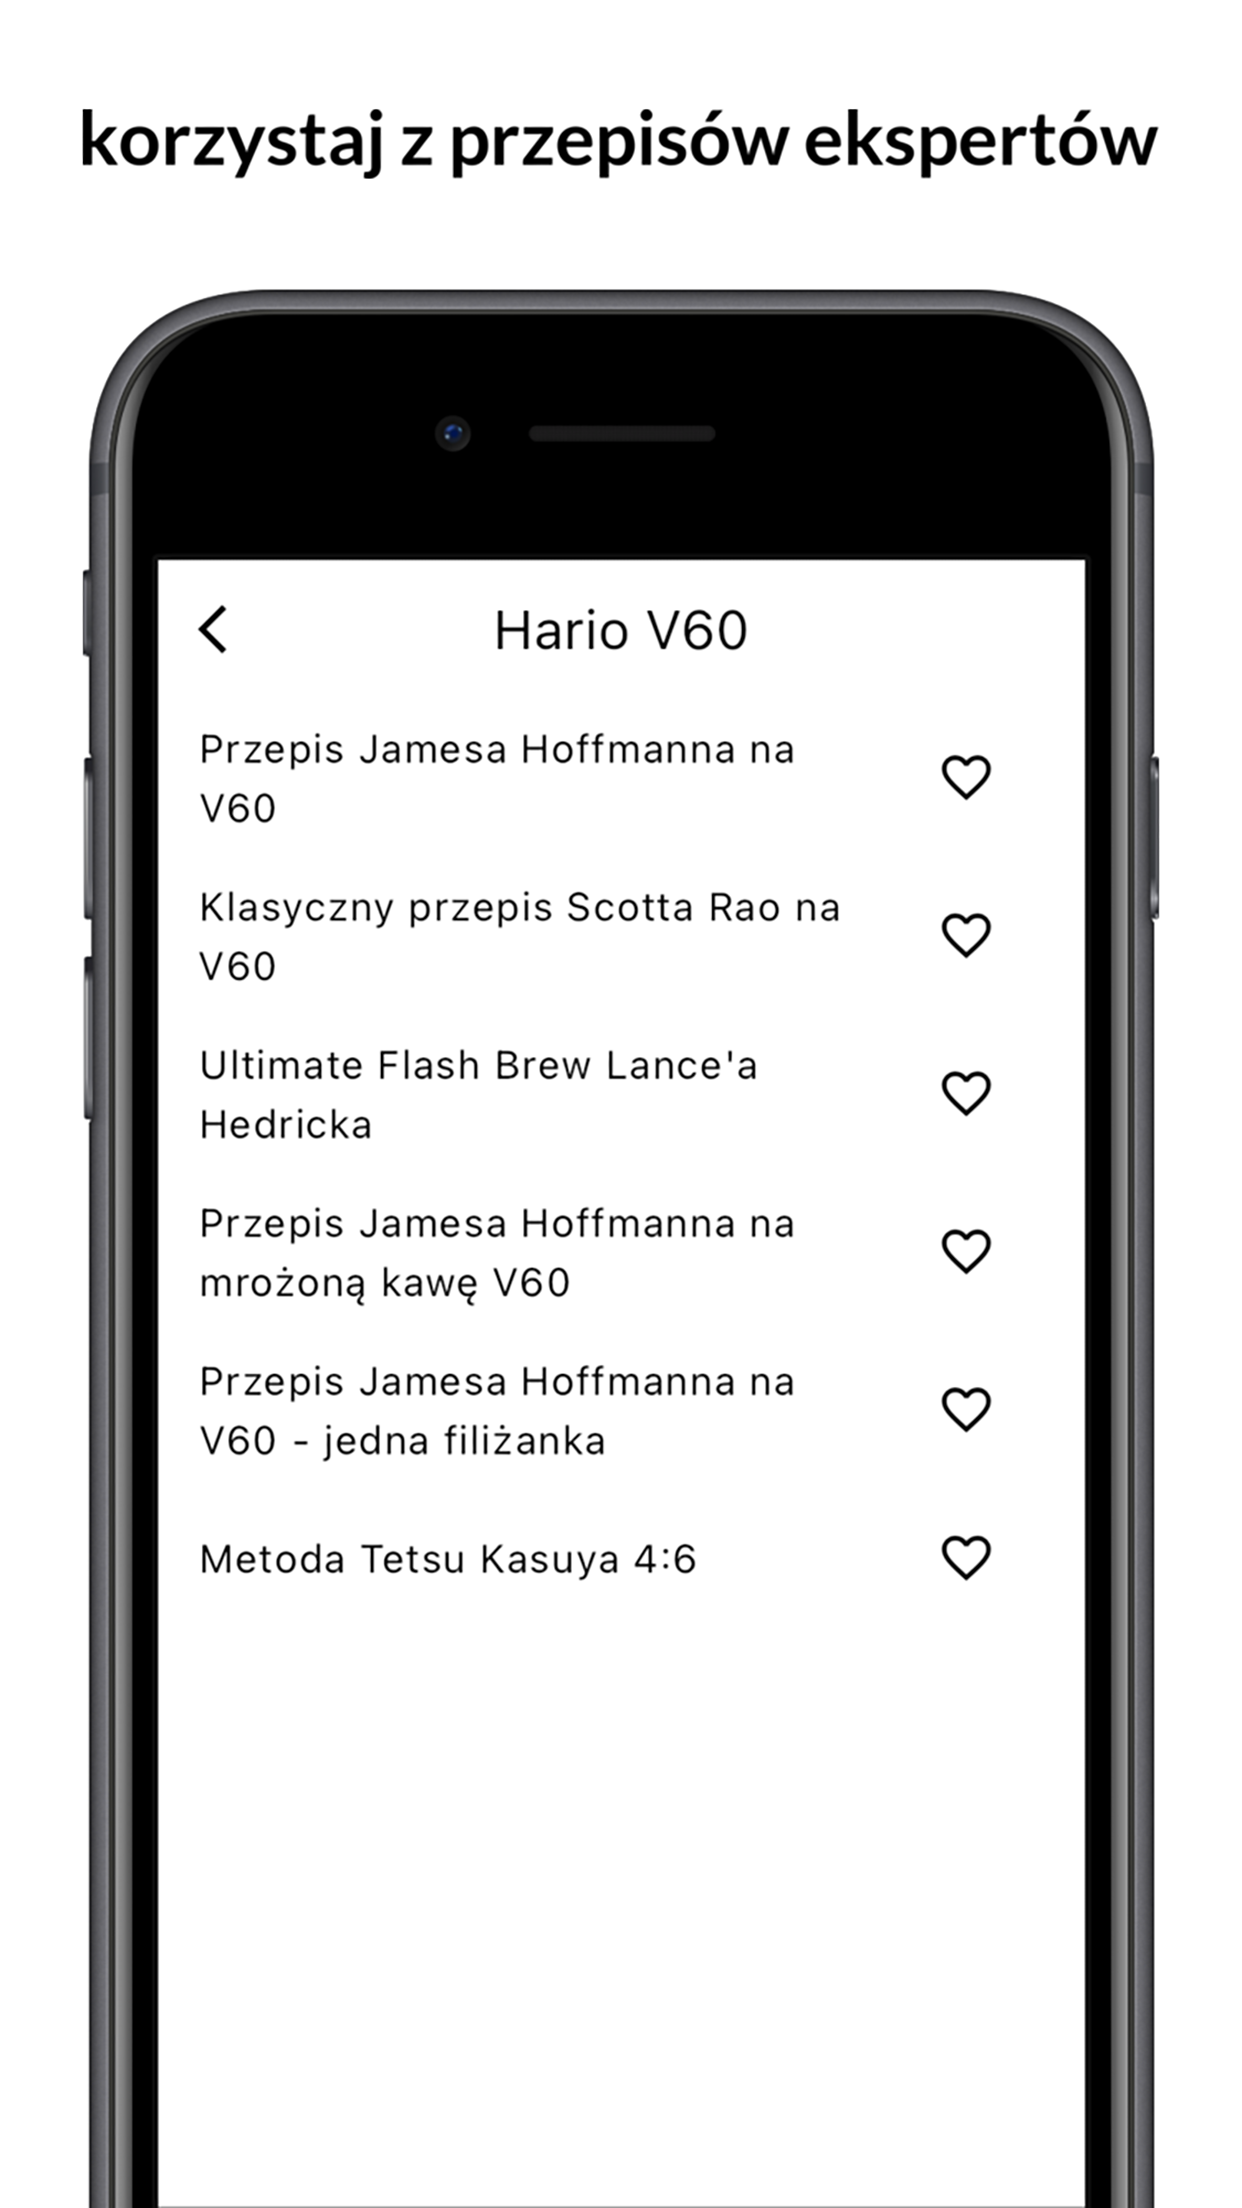 korzystaj z przepisów ekspertów
Hario V60
Przepis Jamesa Hoffmanna na
V60
Klasyczny przepis Scotta Rao na
V60
Ultimate Flash Brew Lance'a
Hedricka
Przepis Jamesa Hoffmanna na
mrożoną kawę V60
Przepis Jamesa Hoffmanna na
V60 - jedna filiżanka
Metoda Tetsu Kasuya 4:6